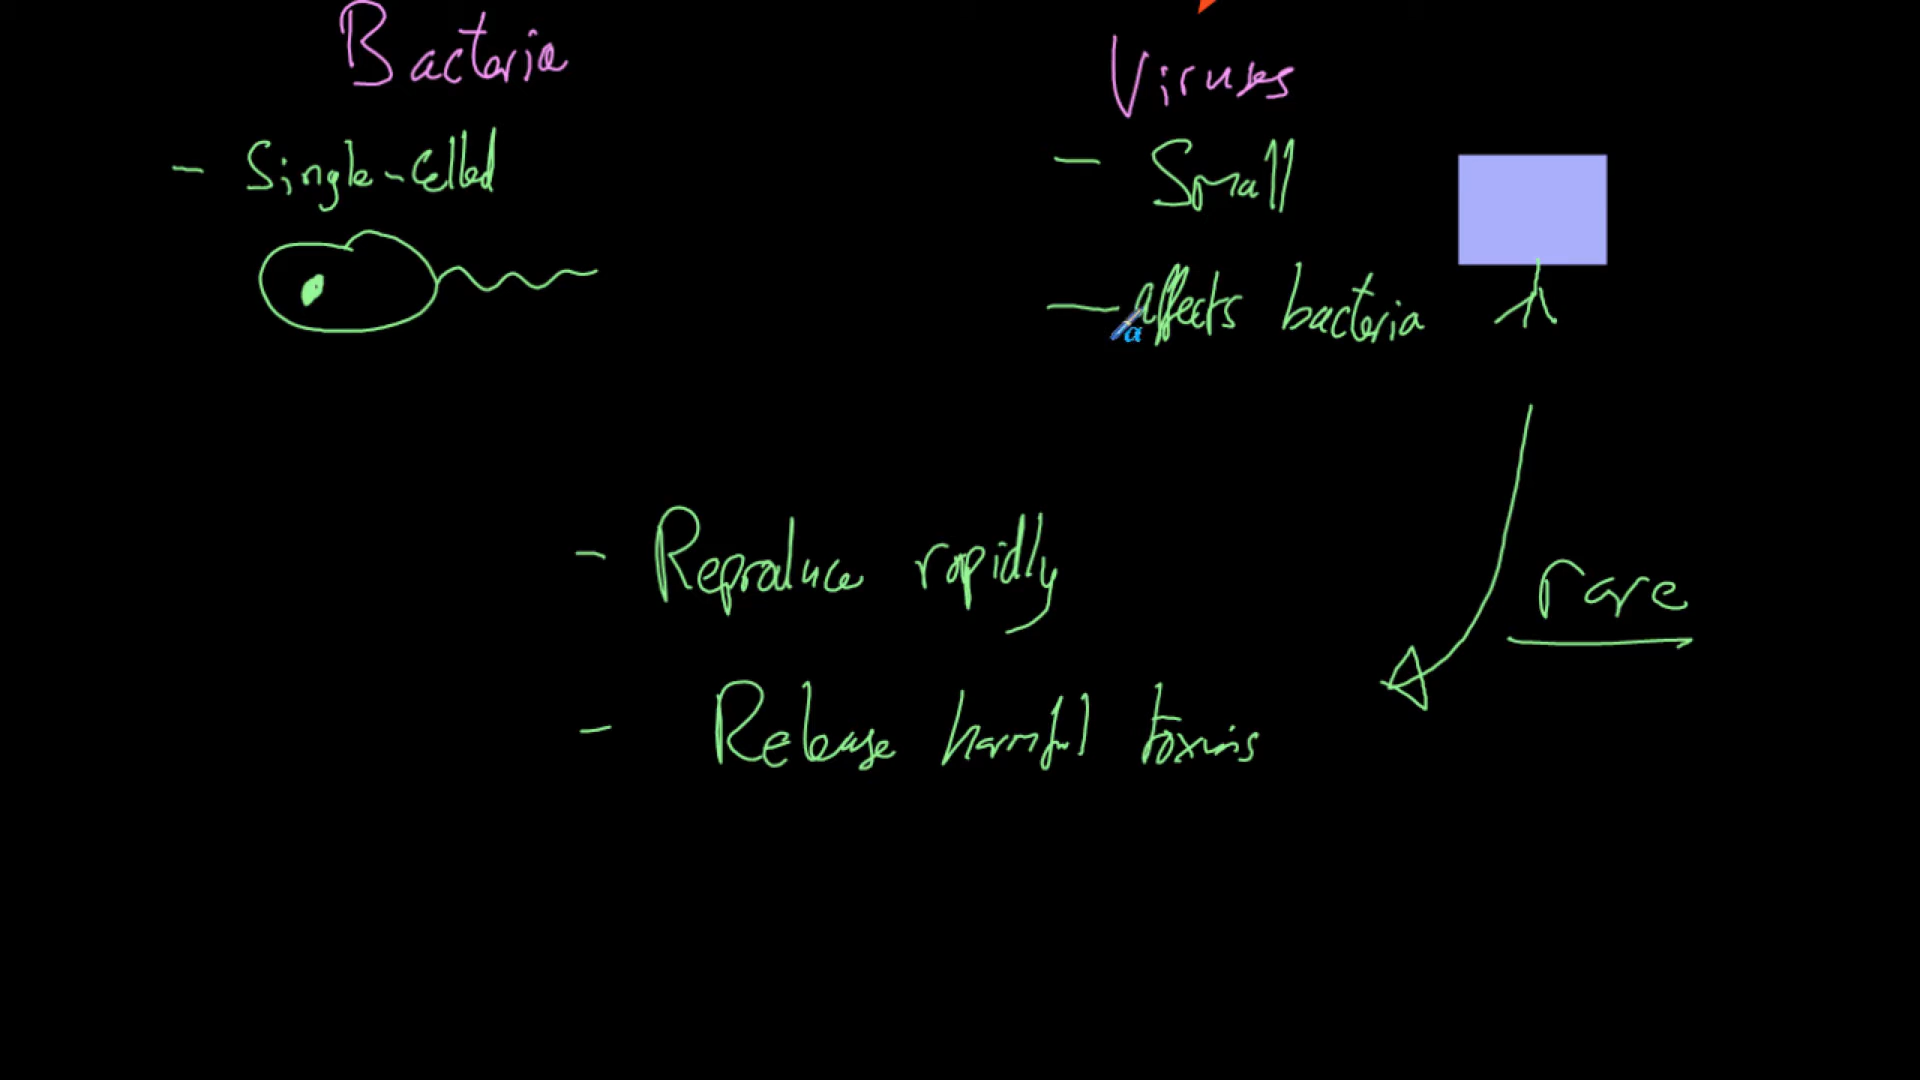 Bacteria
Viruses
- Single-celled
- Small
- affects bacteria
- Reproduce rapidly
rare
- Release harmful toxins